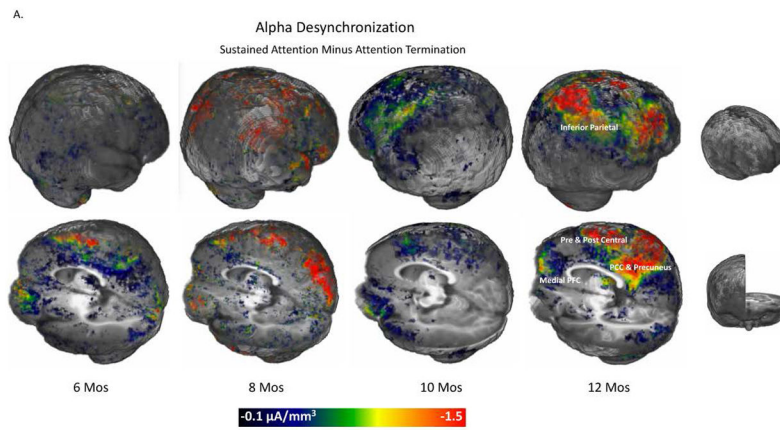 A.
Alpha Desynchronization
Sustained Attention Minus Attention Termination
Inferior Parietal
Pre & Post Central
PCC & Precuneus
Medial PFC
6 Mos
8 Mos
10 Mos
12 Mos
-0.1 µA/mm³
-1.5